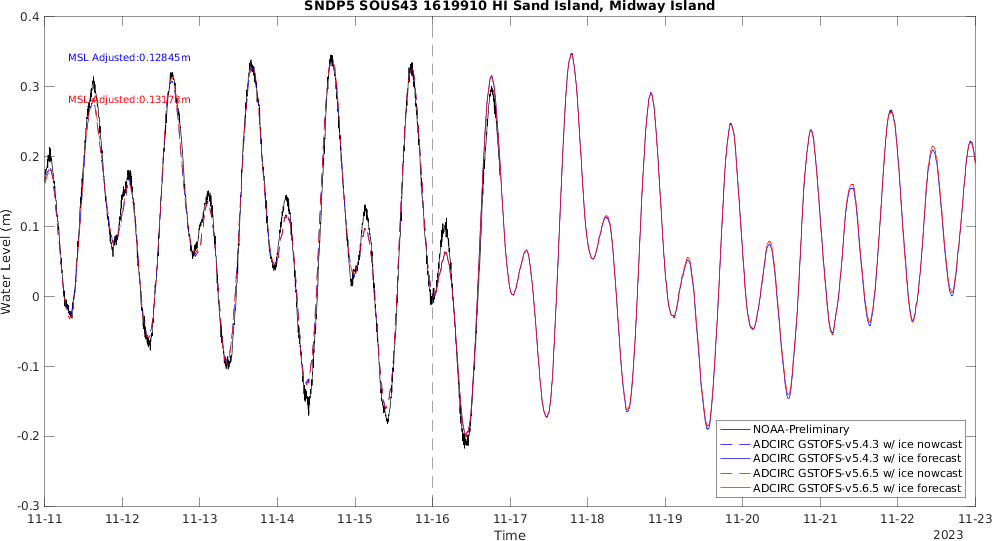 SNDP5 SOUS43 1619910 HI Sand Island, Midway Island
0.4
0.3
0.2
0.1
0
-0.1
-0.2
-0.3
Water Level (m)
MSL Adjusted:0.12845m
MSL Adjusted:0.13178m
NOAA-Preliminary
ADCIRC GSTOFS-v5.4.3 w/ ice nowcast
ADCIRC GSTOFS-v5.4.3 w/ ice forecast
ADCIRC GSTOFS-v5.6.5 w/ ice nowcast
ADCIRC GSTOFS-v5.6.5 w/ ice forecast
11-11 11-12 11-13 11-14 11-15 11-16 11-17 11-18 11-19 11-20 11-21 11-22 11-23
Time
2023